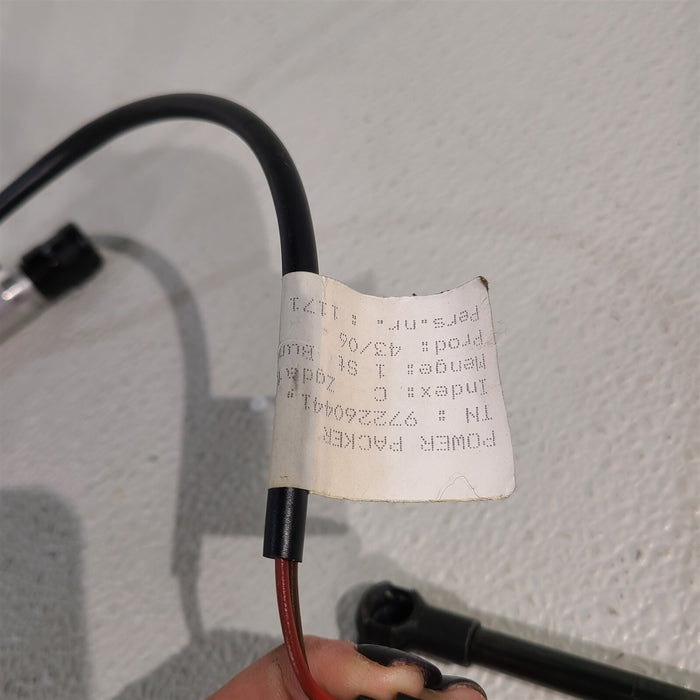 POWER PACKER
TN : 972260441
Index: C
Menge: 1 St
Prod: 43/06
Pers.nr. : 1171